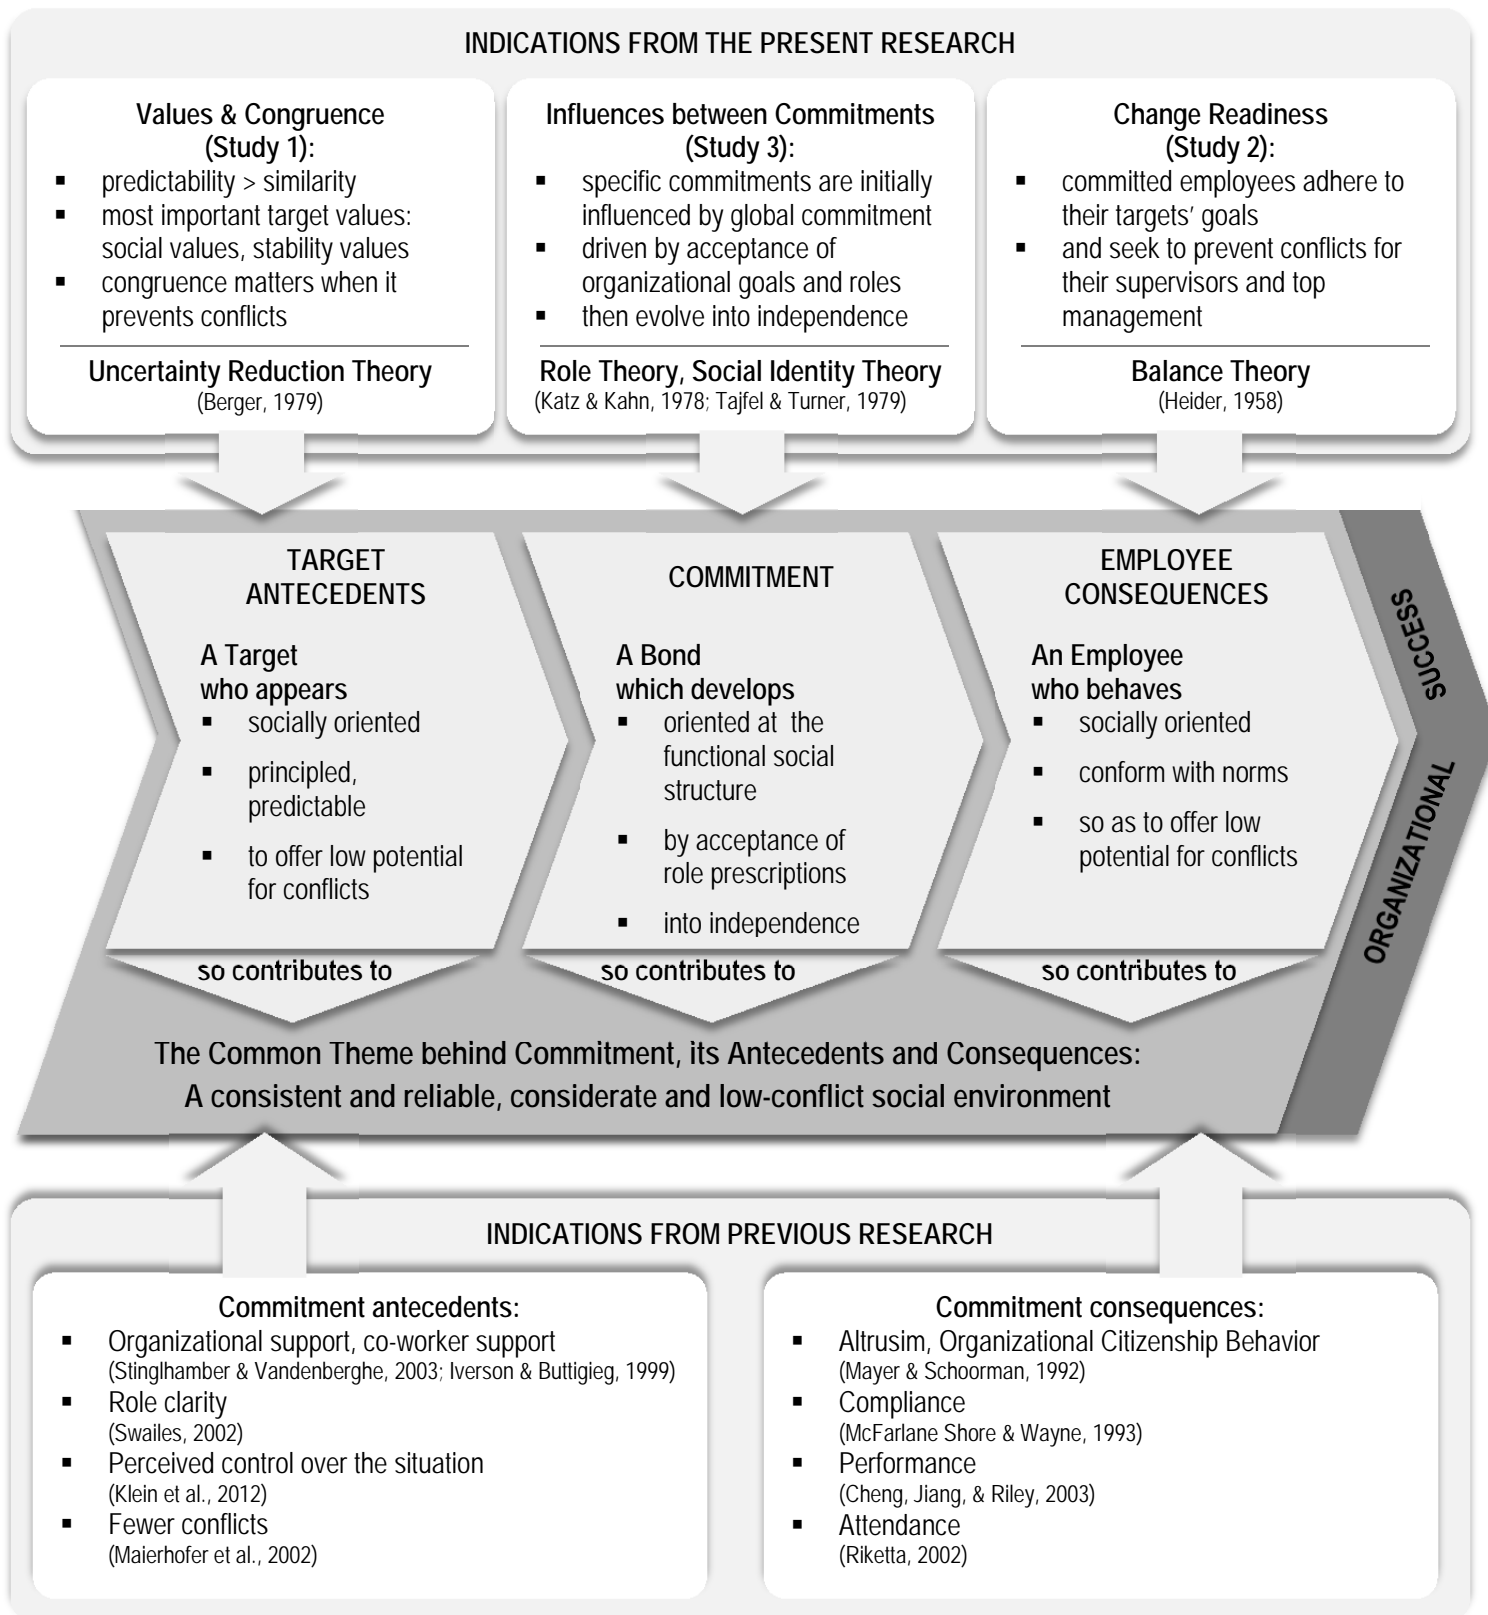 INDICATIONS FROM THE PRESENT RESEARCH
Values & Congruence
(Study 1):
▪ predictability > similarity
▪ most important target values:
social values, stability values
▪ congruence matters when it
prevents conflicts
Uncertainty Reduction Theory
(Berger, 1979)
Influences between Commitments
(Study 3):
▪ specific commitments are initially
influenced by global commitment
▪ driven by acceptance of
organizational goals and roles
▪ then evolve into independence
Role Theory, Social Identity Theory
(Katz & Kahn, 1978; Tajfel & Turner, 1979)
Change Readiness
(Study 2):
▪ committed employees adhere to
their targets' goals
▪ and seek to prevent conflicts for
their supervisors and top
management
Balance Theory
(Heider, 1958)
TARGET
ANTECEDENTS
A Target
who appears
▪ socially oriented
▪ principled,
predictable
▪ to offer low potential
for conflicts
so contributes to
COMMITMENT
A Bond
which develops
▪ oriented at the
functional social
structure
▪ by acceptance of
role prescriptions
▪ into independence
so contributes to
EMPLOYEE
CONSEQUENCES
An Employee
who behaves
▪ socially oriented
▪ conform with norms
▪ so as to offer low
potential for conflicts
so contributes to
ORGANIZATIONAL SUCCESS
The Common Theme behind Commitment, its Antecedents and Consequences:
A consistent and reliable, considerate and low-conflict social environment
INDICATIONS FROM PREVIOUS RESEARCH
Commitment antecedents:
▪ Organizational support, co-worker support
(Stinglhamber & Vandenberghe, 2003; Iverson & Buttigieg, 1999)
▪ Role clarity
(Swailes, 2002)
▪ Perceived control over the situation
(Klein et al., 2012)
▪ Fewer conflicts
(Maierhofer et al., 2002)
Commitment consequences:
▪ Altrusim, Organizational Citizenship Behavior
(Mayer & Schoorman, 1992)
▪ Compliance
(McFarlane Shore & Wayne, 1993)
▪ Performance
(Cheng, Jiang, & Riley, 2003)
▪ Attendance
(Riketta, 2002)